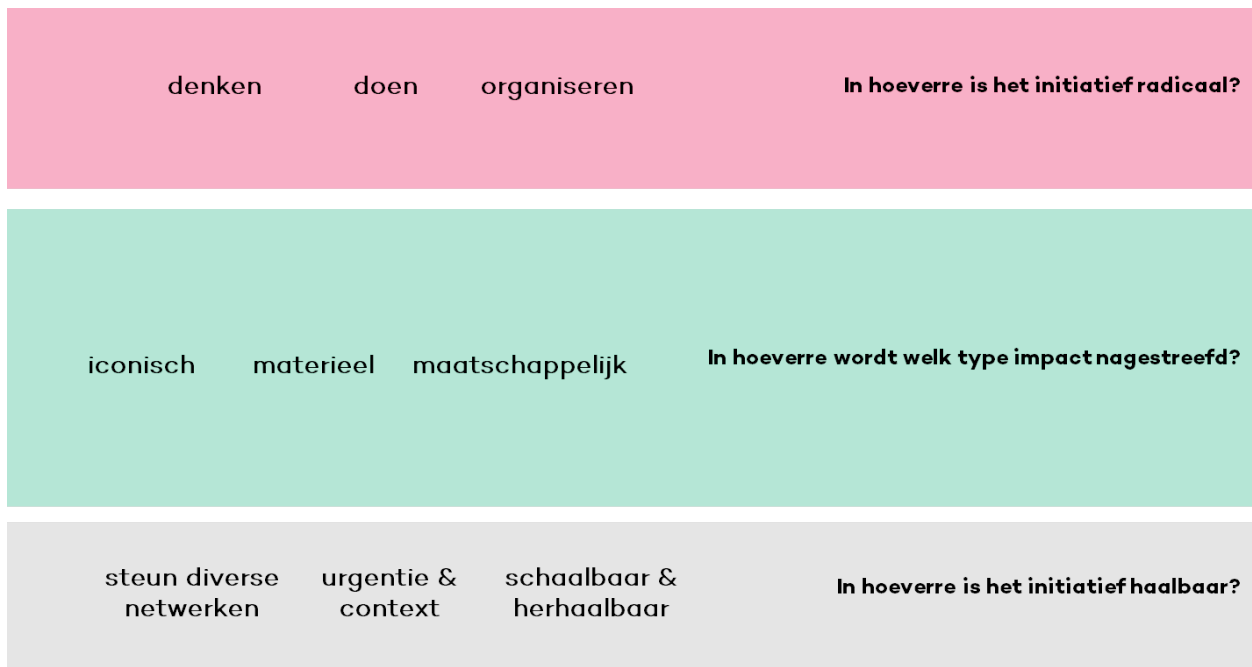 denken doen organiseren In hoeverre is het initiatief radicaal?
iconisch materieel maatschappelijk In hoeverre wordt welk type impact nagestreefd?
steun diverse
netwerken
urgentie &
context
schaalbaar &
herhaalbaar
In hoeverre is het initiatief haalbaar?